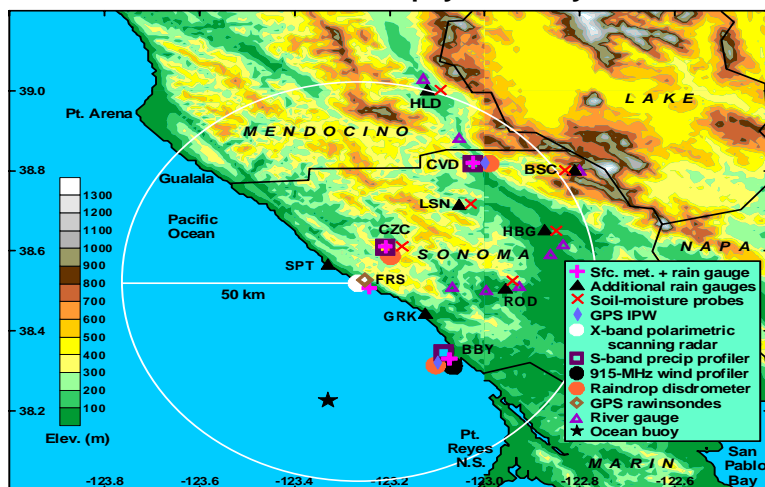 39.0
38.8
38.6
38.4
38.2
-123.8
-123.6
-123.4
-123.2
-123.0
-122.8
-122.6
Pt. Arena
Gualala
Pacific
Ocean
MENDOCINO
LAKE
SONOMA
NAPA
MARIN
HLD
CVD
BSC
LSN
CZC
HBG
SPT
FRS
ROD
GRK
BBY
50 km
Pt.
Reyes
N.S.
San
Pablo
Bay
1300
1200
1000
900
800
700
600
500
400
300
200
100
Elev. (m)
Sfc. met. + rain gauge
Additional rain gauges
Soil-moisture probes
GPS IPW
X-band polarimetric
scanning radar
S-band precip profiler
915-MHz wind profiler
Raindrop disdrometer
GPS rawinsondes
River gauge
Ocean buoy